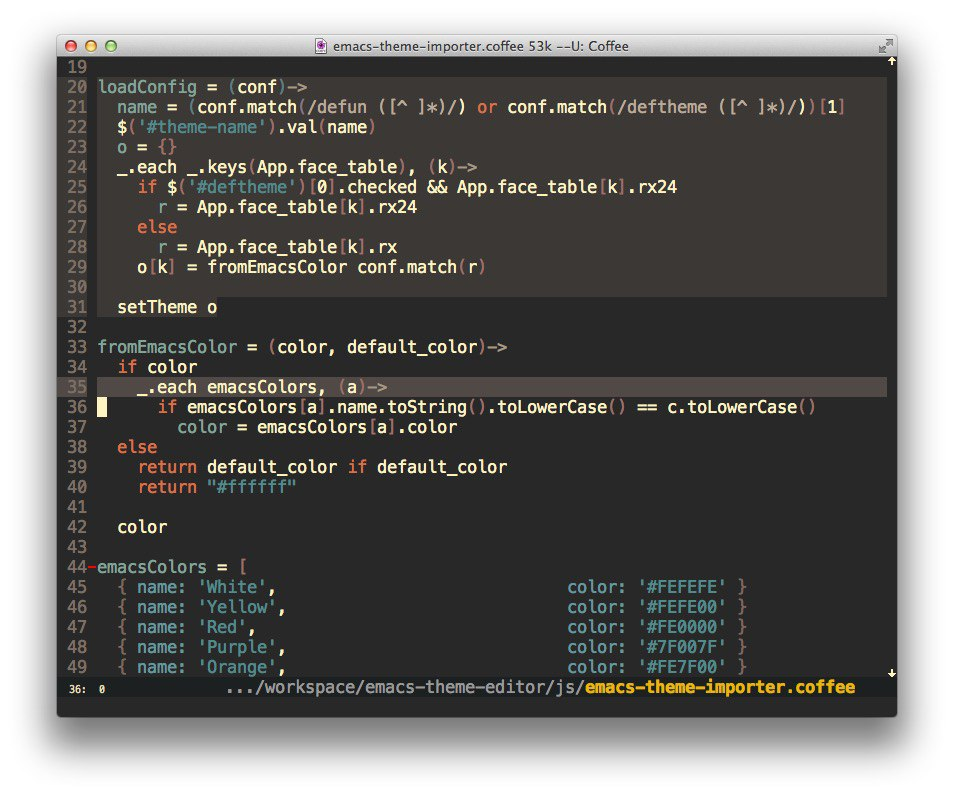 emacs-theme-importer.coffee 53k --U: Coffee
19
20 loadConfig = (conf)->
21   name = (conf.match(/defun ([^ ]*)/) or conf.match(/deftheme ([^ ]*)/))[1]
22   $('#theme-name').val(name)
23   o = {}
24   _.each _.keys(App.face_table), (k)->
25     if $('#deftheme')[0].checked && App.face_table[k].rx24
26       r = App.face_table[k].rx24
27     else
28       r = App.face_table[k].rx
29     o[k] = fromEmacsColor conf.match(r)
30
31   setTheme o
32
33 fromEmacsColor = (color, default_color)->
34   if color
35     _.each emacsColors, (a)->
36       if emacsColors[a].name.toString().toLowerCase() == c.toLowerCase()
37         color = emacsColors[a].color
38   else
39     return default_color if default_color
40     return "#ffffff"
41
42   color
43
44 emacsColors = [
45   { name: 'White',                             color: '#FEFEFE' }
46   { name: 'Yellow',                            color: '#FEFE00' }
47   { name: 'Red',                               color: '#FE0000' }
48   { name: 'Purple',                            color: '#7F007F' }
49   { name: 'Orange',                            color: '#FE7F00' }
36: 0 .../workspace/emacs-theme-editor/js/emacs-theme-importer.coffee